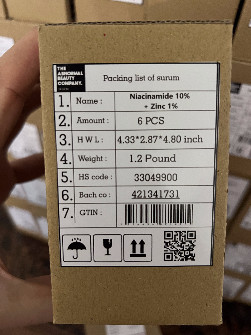 THE
ABNORMAL
BEAUTY
COMPANY.
Packing list of surum
1. Name : Niacinamide 10%
+ Zinc 1%
2. Amount : 6 PCS
3. H W L : 4.33*2.87*4.80 inch
4. Weight : 1.2 Pound
5. HS code : 33049900
6. Bach co : 421341731
7. GTIN :